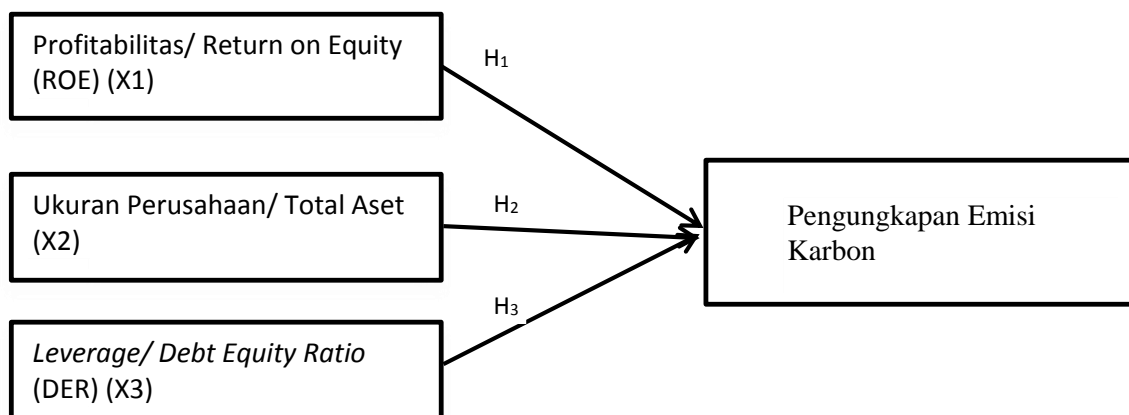 Profitabilitas/ Return on Equity
(ROE) (X1)
H1
Ukuran Perusahaan/ Total Aset
(X2)
H2
Pengungkapan Emisi
Karbon
H3
Leverage/ Debt Equity Ratio
(DER) (X3)